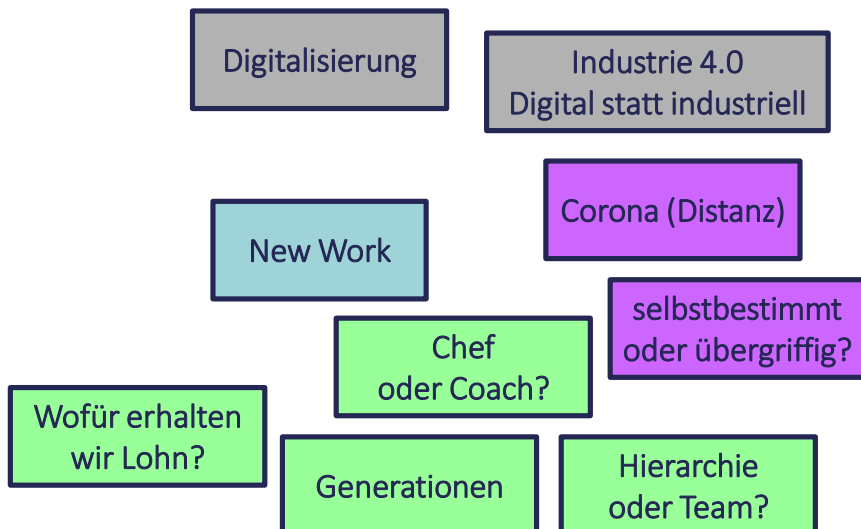 Digitalisierung
Industrie 4.0
Digital statt industriell
Corona (Distanz)
New Work
selbstbestimmt
oder übergriffig?
Chef
oder Coach?
Wofür erhalten
wir Lohn?
Generationen
Hierarchie
oder Team?